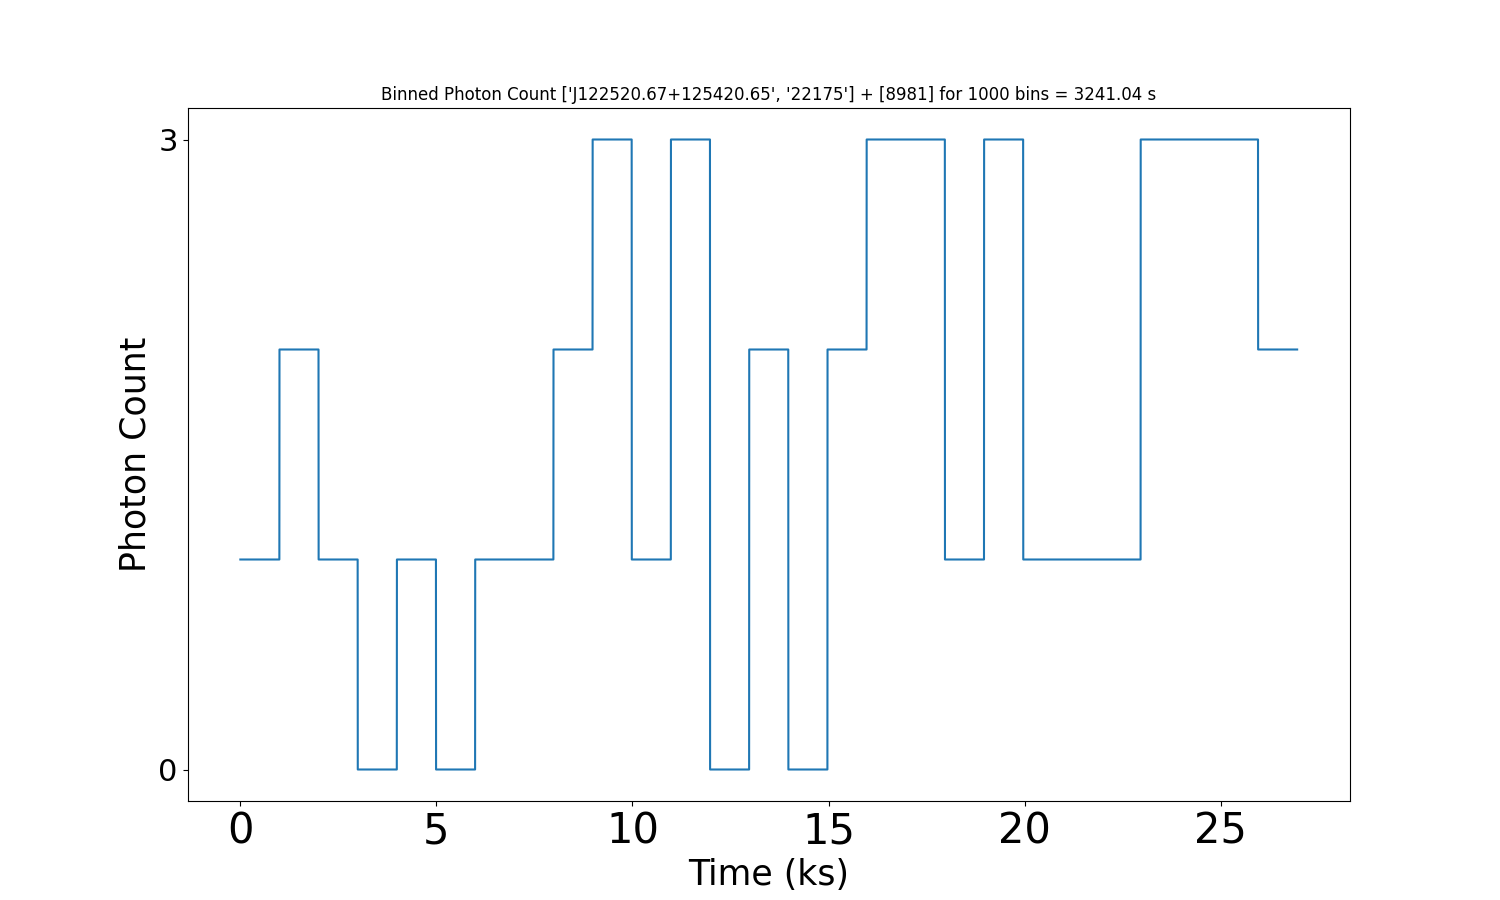 Binned Photon Count ['J122520.67+125420.65', '22175'] + [8981] for 1000 bins = 3241.04 s
3
Photon Count
0
0 5 10 15 20 25
Time (ks)